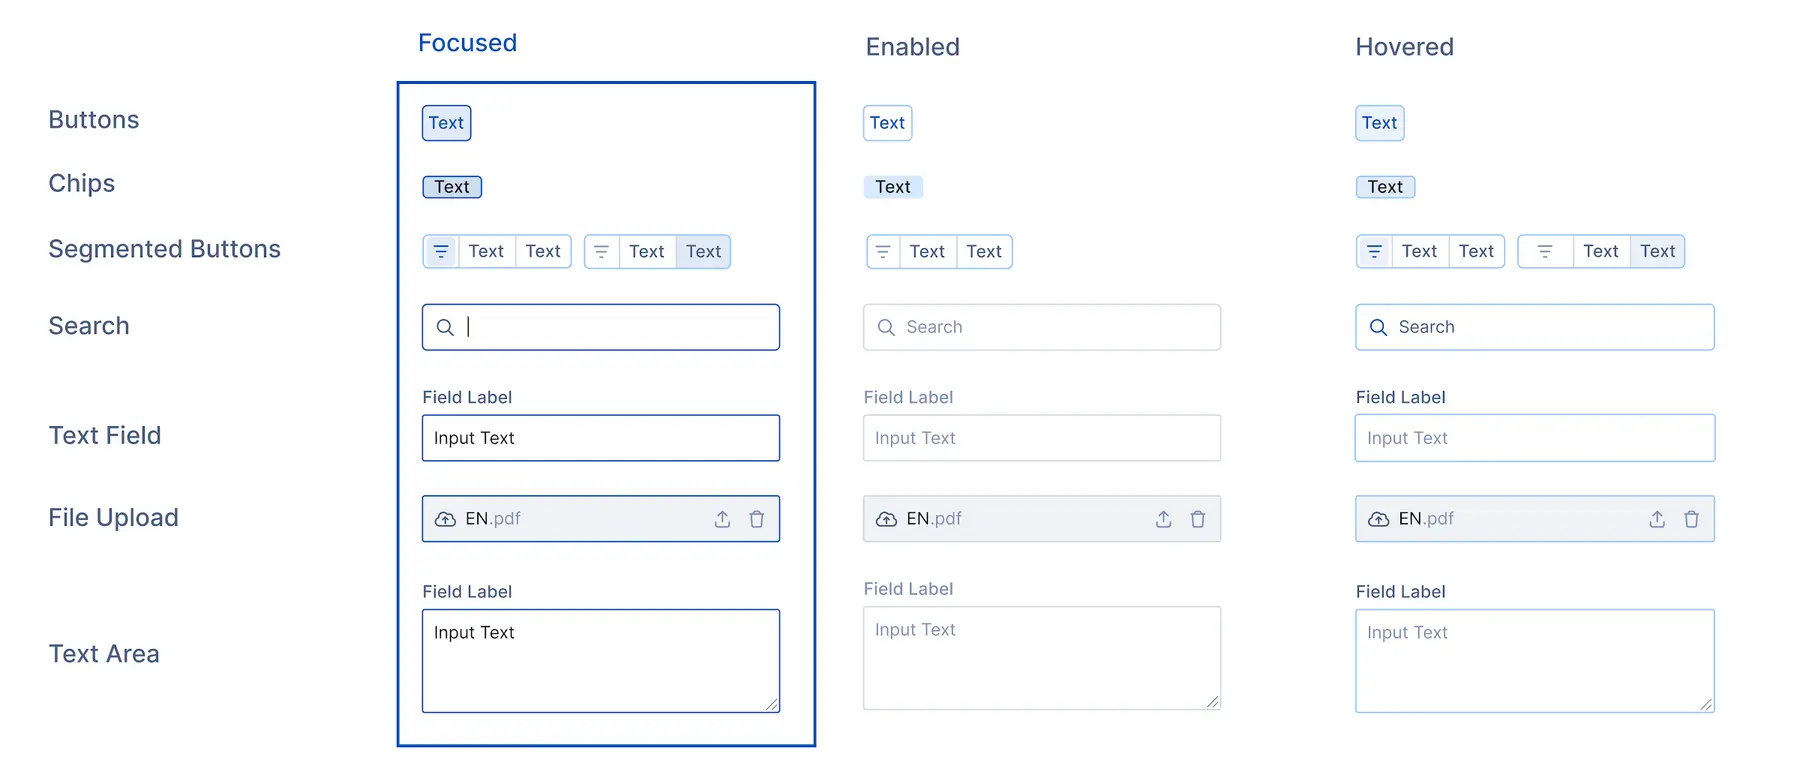 Focused
Enabled
Hovered
Buttons
Text
Text
Text
Chips
Text
Text
Text
Segmented Buttons
Text Text Text Text
Text Text
Text Text Text Text
Search
Search
Search
Text Field
Field Label
Input Text
Field Label
Input Text
Field Label
Input Text
File Upload
EN.pdf
EN.pdf
EN.pdf
Text Area
Field Label
Input Text
Field Label
Input Text
Field Label
Input Text